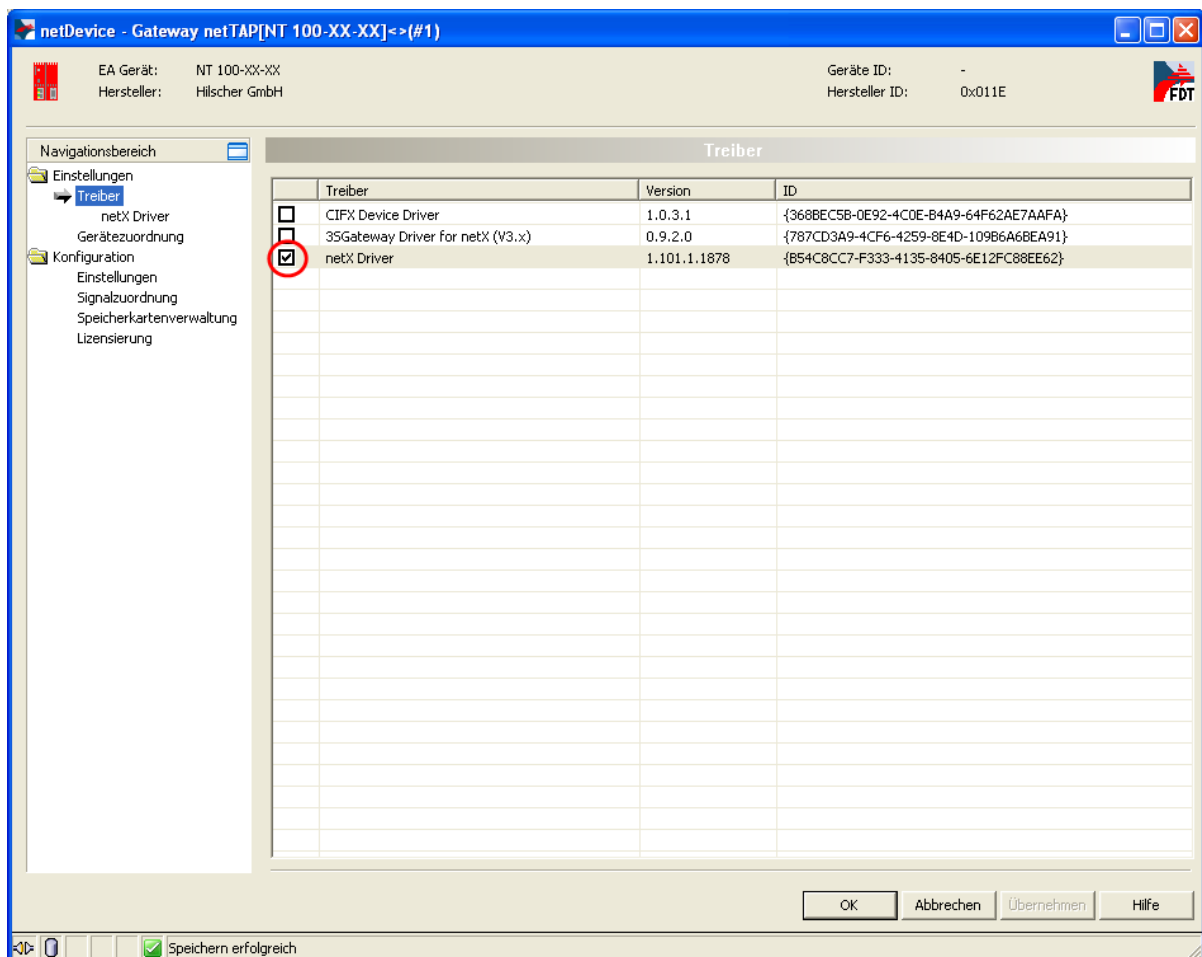 netDevice - Gateway netTAP[NT 100-XX-XX]<>(#1)
EA Gerät: NT 100-XX-XX Geräte ID: -
Hersteller: Hilscher GmbH Hersteller ID: 0x011E
FDT
Navigationsbereich
Einstellungen
Treiber
netX Driver
Gerätezuordnung
Konfiguration
Einstellungen
Signalzuordnung
Speicherkartenverwaltung
Lizensierung
Treiber
Treiber Version ID
CIFX Device Driver 1.0.3.1 {368BEC5B-0E92-4C0E-B4A9-64F62AE7AAFA}
3SGateway Driver for netX (V3.x) 0.9.2.0 {787CD3A9-4CF6-4259-8E4D-109B6A6BEA91}
netX Driver 1.101.1.1878 {B54C8CC7-F333-4135-8405-6E12FC88EE62}
OK Abbrechen Übernehmen Hilfe
Speichern erfolgreich